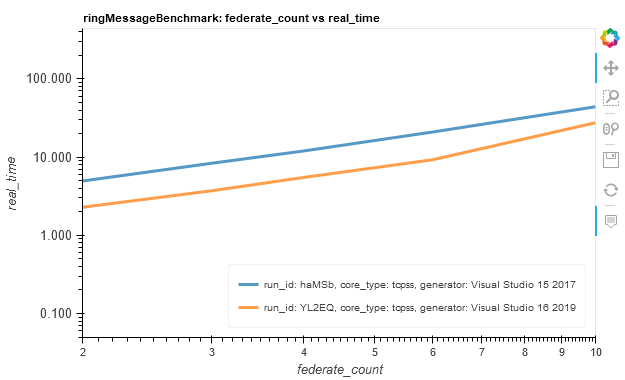 ringMessageBenchmark: federate_count vs real_time
100.000
10.000
1.000
0.100
real_time
run_id: haMSb, core_type: tcpss, generator: Visual Studio 15 2017
run_id: YL2EQ, core_type: tcpss, generator: Visual Studio 16 2019
2 3 4 5 6 7 8 9 10
federate_count